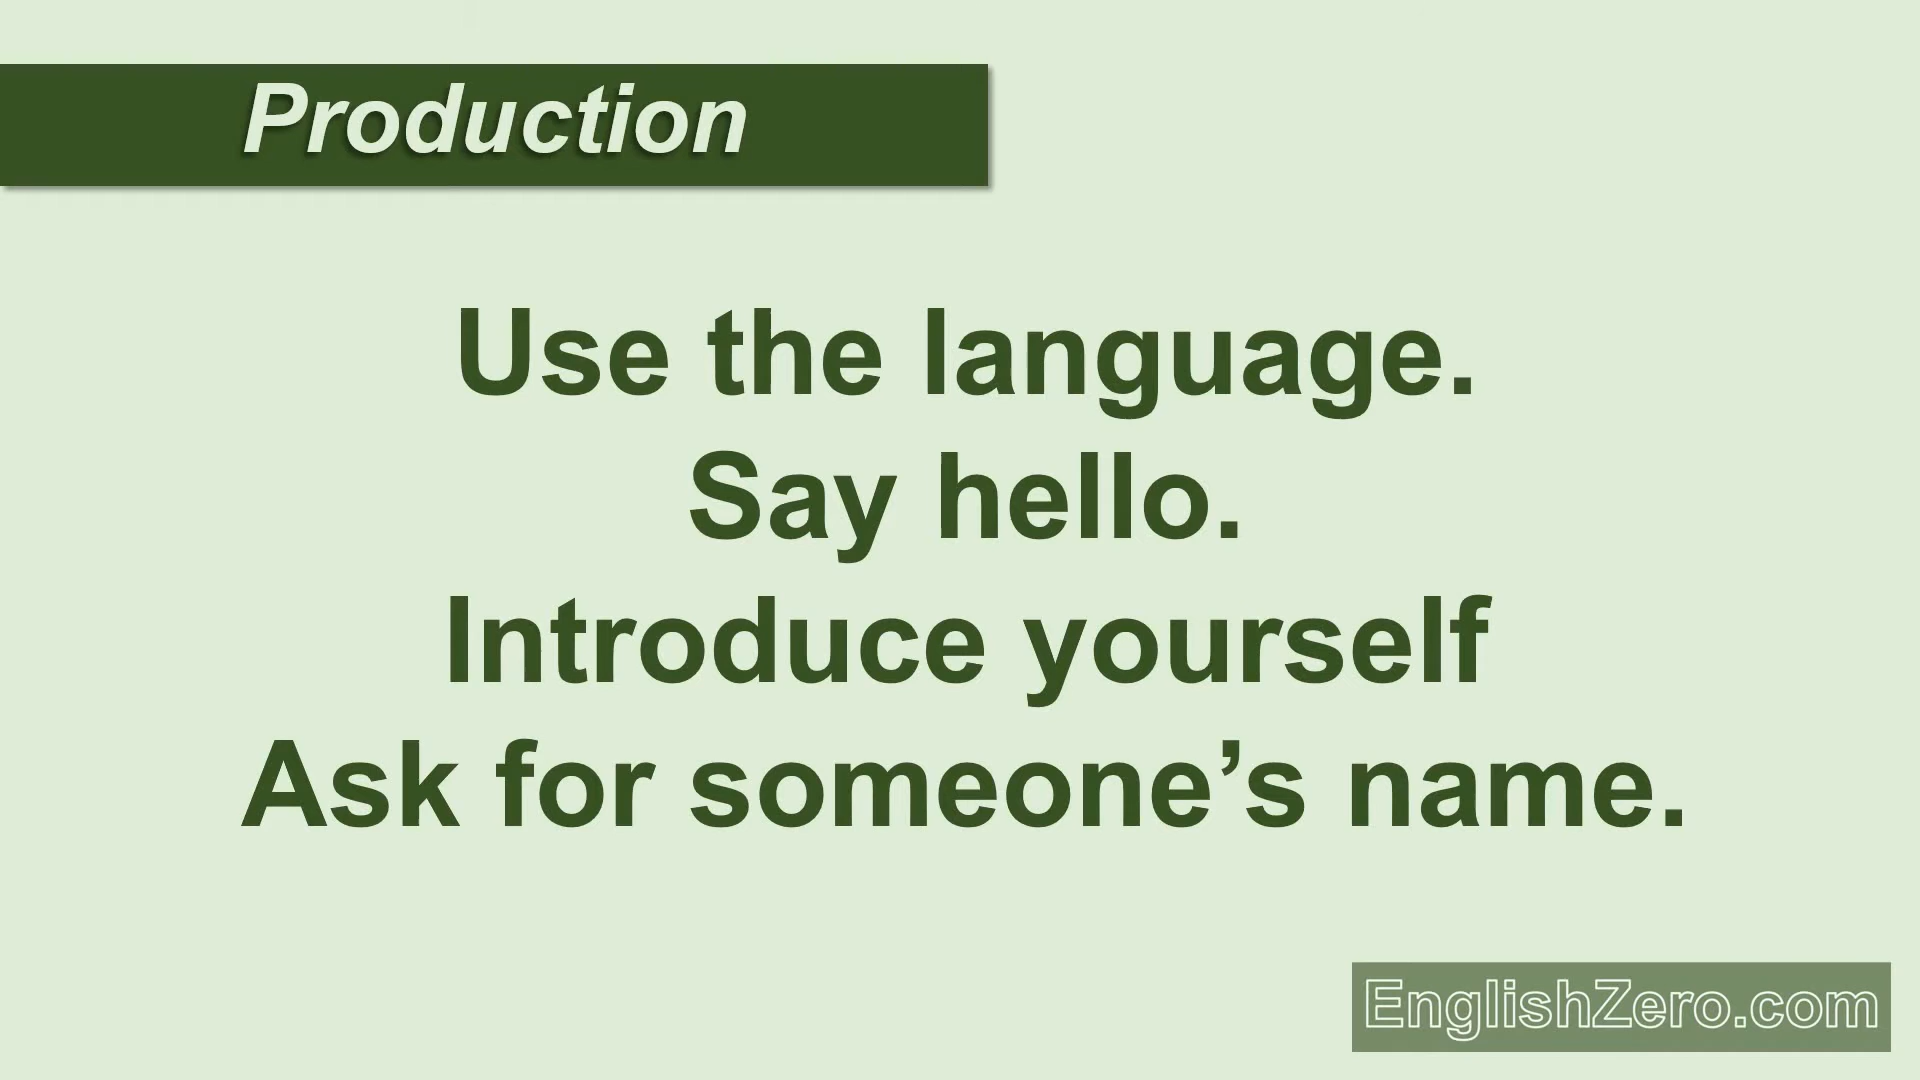 Production
Use the language.
Say hello.
Introduce yourself
Ask for someone’s name.
EnglishZero.com